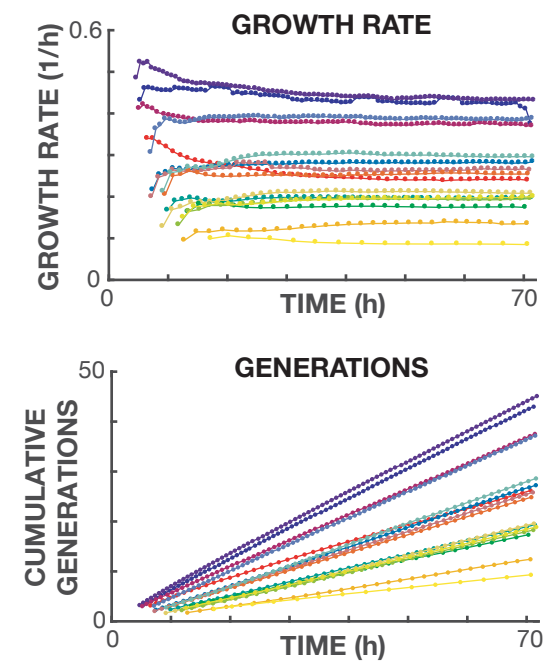 GROWTH RATE
0.6
GROWTH RATE (1/h)
0
0
TIME (h)
70
GENERATIONS
50
CUMULATIVE
GENERATIONS
0
0
TIME (h)
70